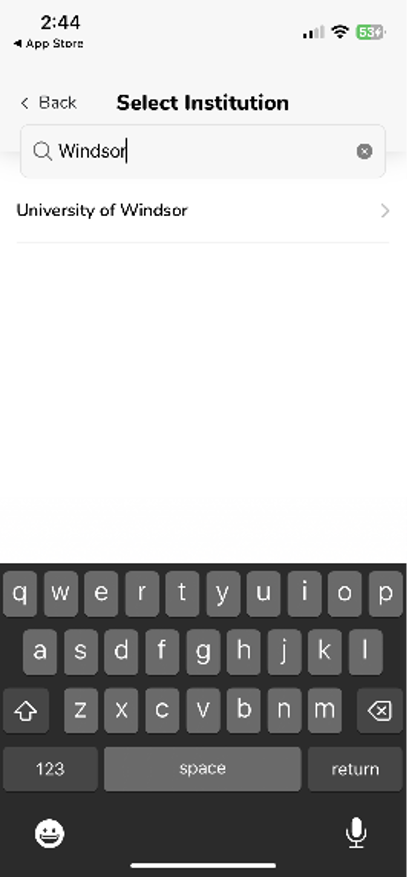 2:44
53
App Store
Back
Select Institution
Windsor
University of Windsor
q w e r t y u i o p
a s d f g h j k l
z x c v b n m
123 space return